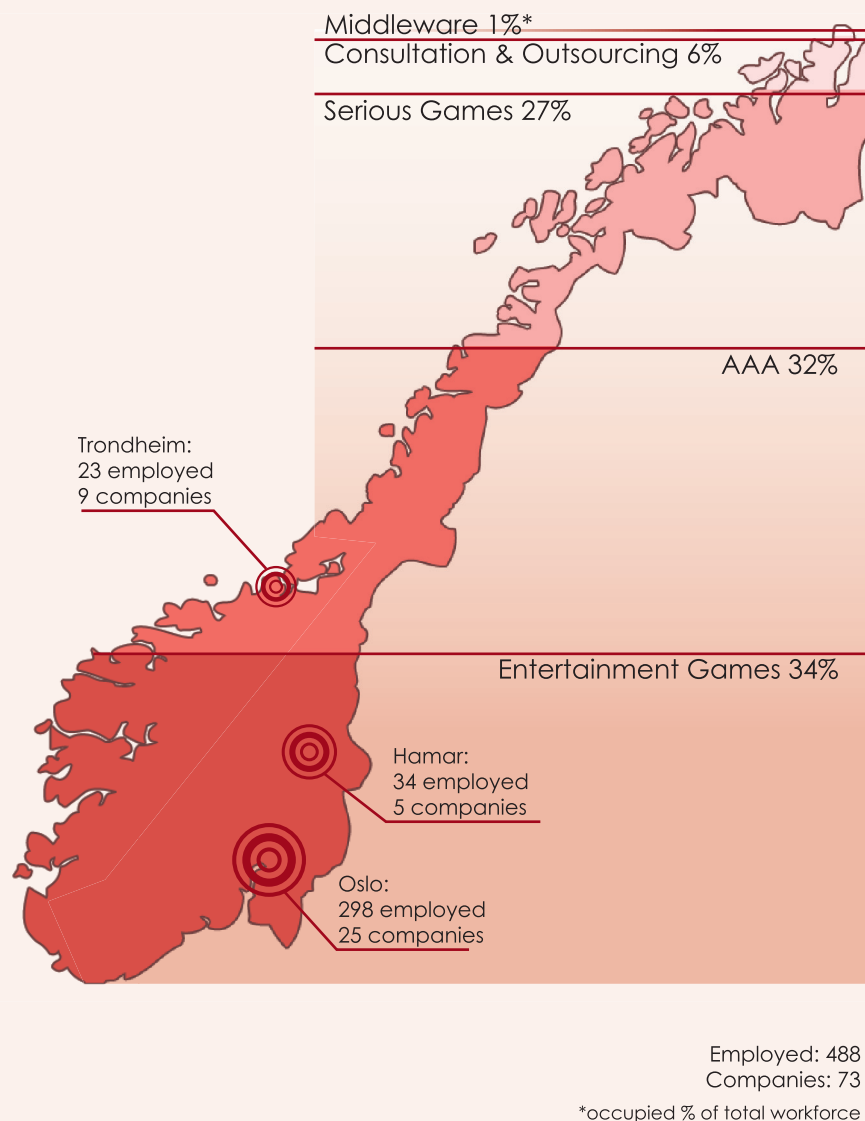 Middleware 1%*
Consultation & Outsourcing 6%
Serious Games 27%
AAA 32%
Trondheim:
23 employed
9 companies
Entertainment Games 34%
Hamar:
34 employed
5 companies
Oslo:
298 employed
25 companies
Employed: 488
Companies: 73
*occupied % of total workforce